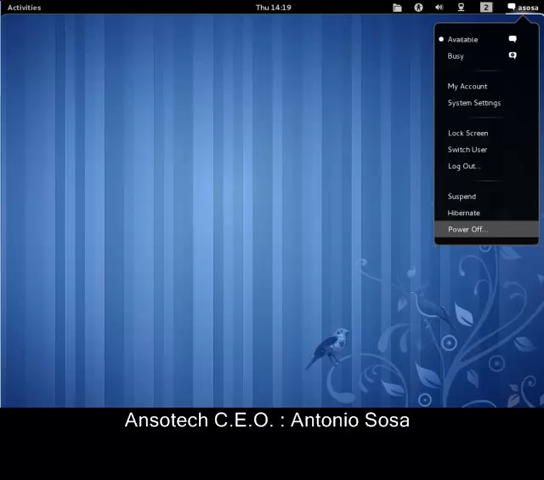 Activities
Thu 14:19
2
asosa
Available
Busy
My Account
System Settings
Lock Screen
Switch User
Log Out...
Suspend
Hibernate
Power Off...
Ansotech C.E.O. : Antonio Sosa